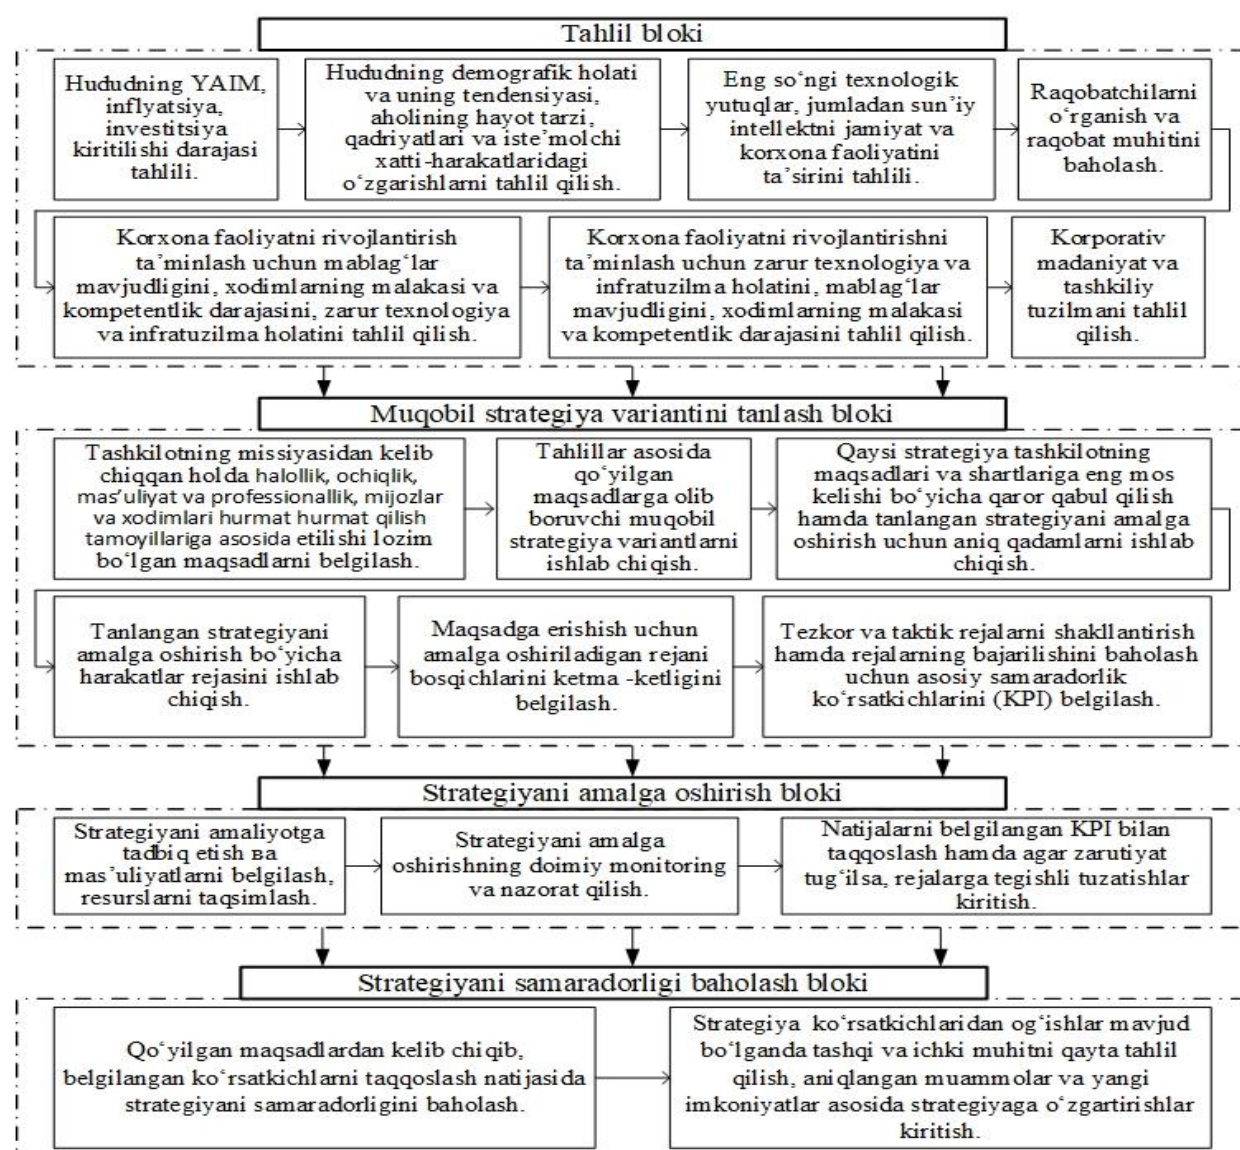 Tahlil bloki
Hududning YAIM,
inflyatsiya,
investitsiya
kiritilishi darajasi
tahlili.
Hududning demografik holati
va uning tendensiyasi,
aholining hayot tarzi,
qadriyatlari va iste’molchi
xatti-harakatlaridagi
o‘zgarishlarni tahlil qilish.
Eng so‘ngi texnologik
yutuqlar, jumladan sun’iy
intellektni jamiyat va
korxona faoliyatini
ta’sirini tahlili.
Raqobatchilarni
o‘rganish va
raqobat muhitini
baholash.
Korxona faoliyatni rivojlantirish
ta’minlash uchun mablag‘lar
mavjudligini, xodimlarning malakasi va
kompetentlik darajasini, zarur texnologiya
va infratuzilma holatini tahlil qilish.
Korxona faoliyatni rivojlantirishni
ta’minlash uchun zarur texnologiya va
infratuzilma holatini, mablag‘lar
mavjudligini, xodimlarning malakasi
va kompetentlik darajasini tahlil qilish.
Korporativ
madaniyat va
tashkiliy
tuzilmani tahlil
qilish.
Muqobil strategiya variantini tanlash bloki
Tashkilotning missiyasidan kelib
chiqqan holda halollik, ochiqlik,
mas’uliyat va professionallik, mijozlar
va xodimlari hurmat hurmat qilish
tamoyillariga asosida etilishi lozim
bo‘lgan maqsadlarni belgilash.
Tahlillar asosida
qo‘yilgan
maqsadlarga olib
boruvchi muqobil
strategiya variantlarni
ishlab chiqish.
Qaysi strategiya tashkilotning
maqsadlari va shartlariga eng mos
kelishi bo‘yicha qaror qabul qilish
hamda tanlangan strategiyani amalga
oshirish uchun aniq qadamlarni ishlab
chiqish.
Tanlangan strategiyani
amalga oshirish bo‘yicha
harakatlar rejasini ishlab
chiqish.
Maqsadga erishish uchun
amalga oshiriladigan rejani
bosqichlarini ketma -ketligini
belgilash.
Tezkor va taktik rejalarni shakllantirish
hamda rejalarning bajarilishini baholash
uchun asosiy samaradorlik
ko‘rsatkichlarini (KPI) belgilash.
Strategiyani amalga oshirish bloki
Strategiyani amaliyotga
tadbiq etish ва
mas’uliyatlarni belgilash,
resurslarni taqsimlash.
Strategiyani amalga
oshirishning doimiy monitoring
va nazorat qilish.
Natijalarni belgilangan KPI bilan
taqqoslash hamda agar zarutiyat
tug‘ilsa, rejalarga tegishli tuzatishlar
kiritish.
Strategiyani samaradorligi baholash bloki
Qo‘yilgan maqsadlardan kelib chiqib,
belgilangan ko‘rsatkichlarni taqqoslash natijasida
strategiyani samaradorligini baholash.
Strategiya ko‘rsatkichlaridan og‘ishlar mavjud
bo‘lganda tashqi va ichki muhitni qayta tahlil
qilish, aniqlangan muammolar va yangi
imkoniyatlar asosida strategiyaga o‘zgartirishlar
kiritish.